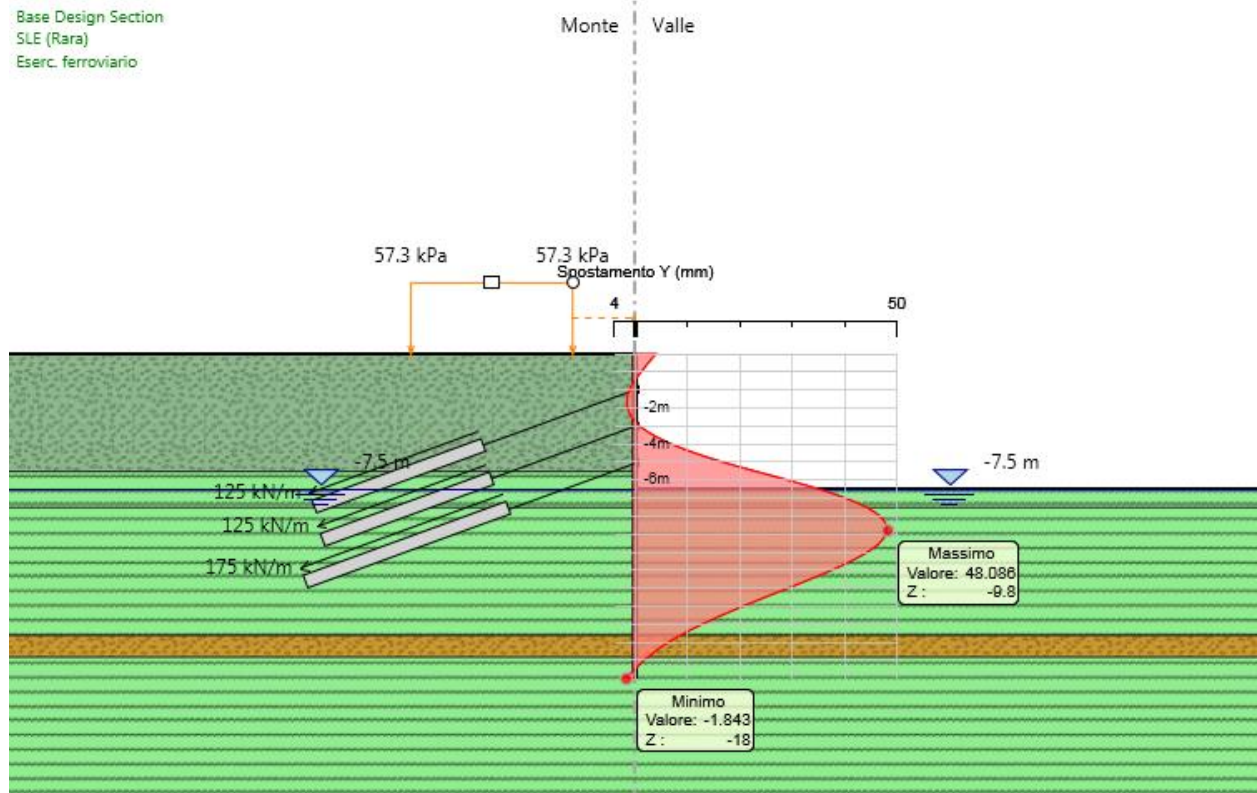 Base Design Section
SLE (Rara)
Eserc. ferroviario
Monte
Valle
57.3 kPa
57.3 kPa
Spostamento Y (mm)
4
50
-2m
-4m
-6m
-7.5 m
-7.5 m
125 kN/m
125 kN/m
175 kN/m
Massimo
Valore: 48.086
Z : -9.8
Minimo
Valore: -1.843
Z : -18